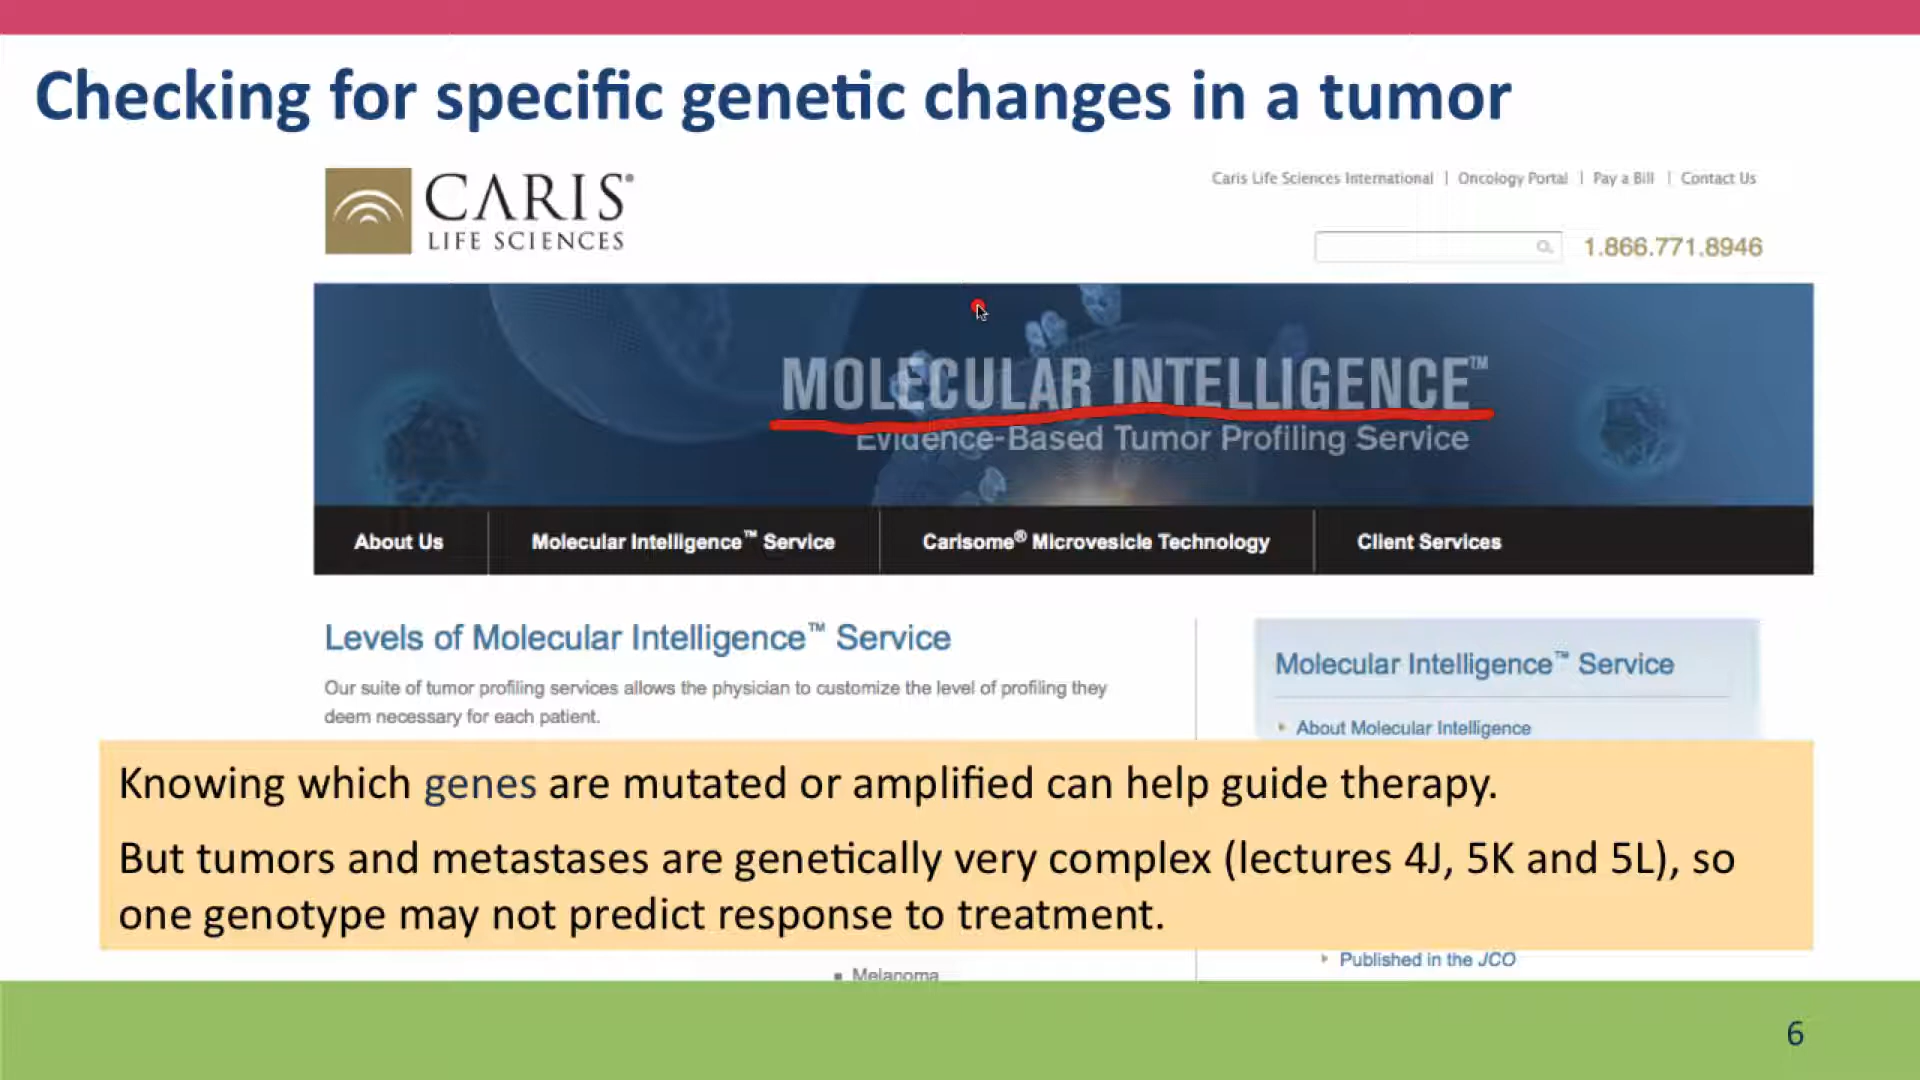 Checking for specific genetic changes in a tumor
CARIS®
LIFE SCIENCES
Caris Life Sciences International | Oncology Portal | Pay a Bill | Contact Us
1.866.771.8946
MOLECULAR INTELLIGENCE™
Evidence-Based Tumor Profiling Service
About Us
Molecular Intelligence™ Service
Carisome® Microvesicle Technology
Client Services
Levels of Molecular Intelligence™ Service
Our suite of tumor profiling services allows the physician to customize the level of profiling they
deem necessary for each patient.
Molecular Intelligence™ Service
About Molecular Intelligence
Knowing which genes are mutated or amplified can help guide therapy.
But tumors and metastases are genetically very complex (lectures 4J, 5K and 5L), so
one genotype may not predict response to treatment.
Published in the JCO
Melanoma
6